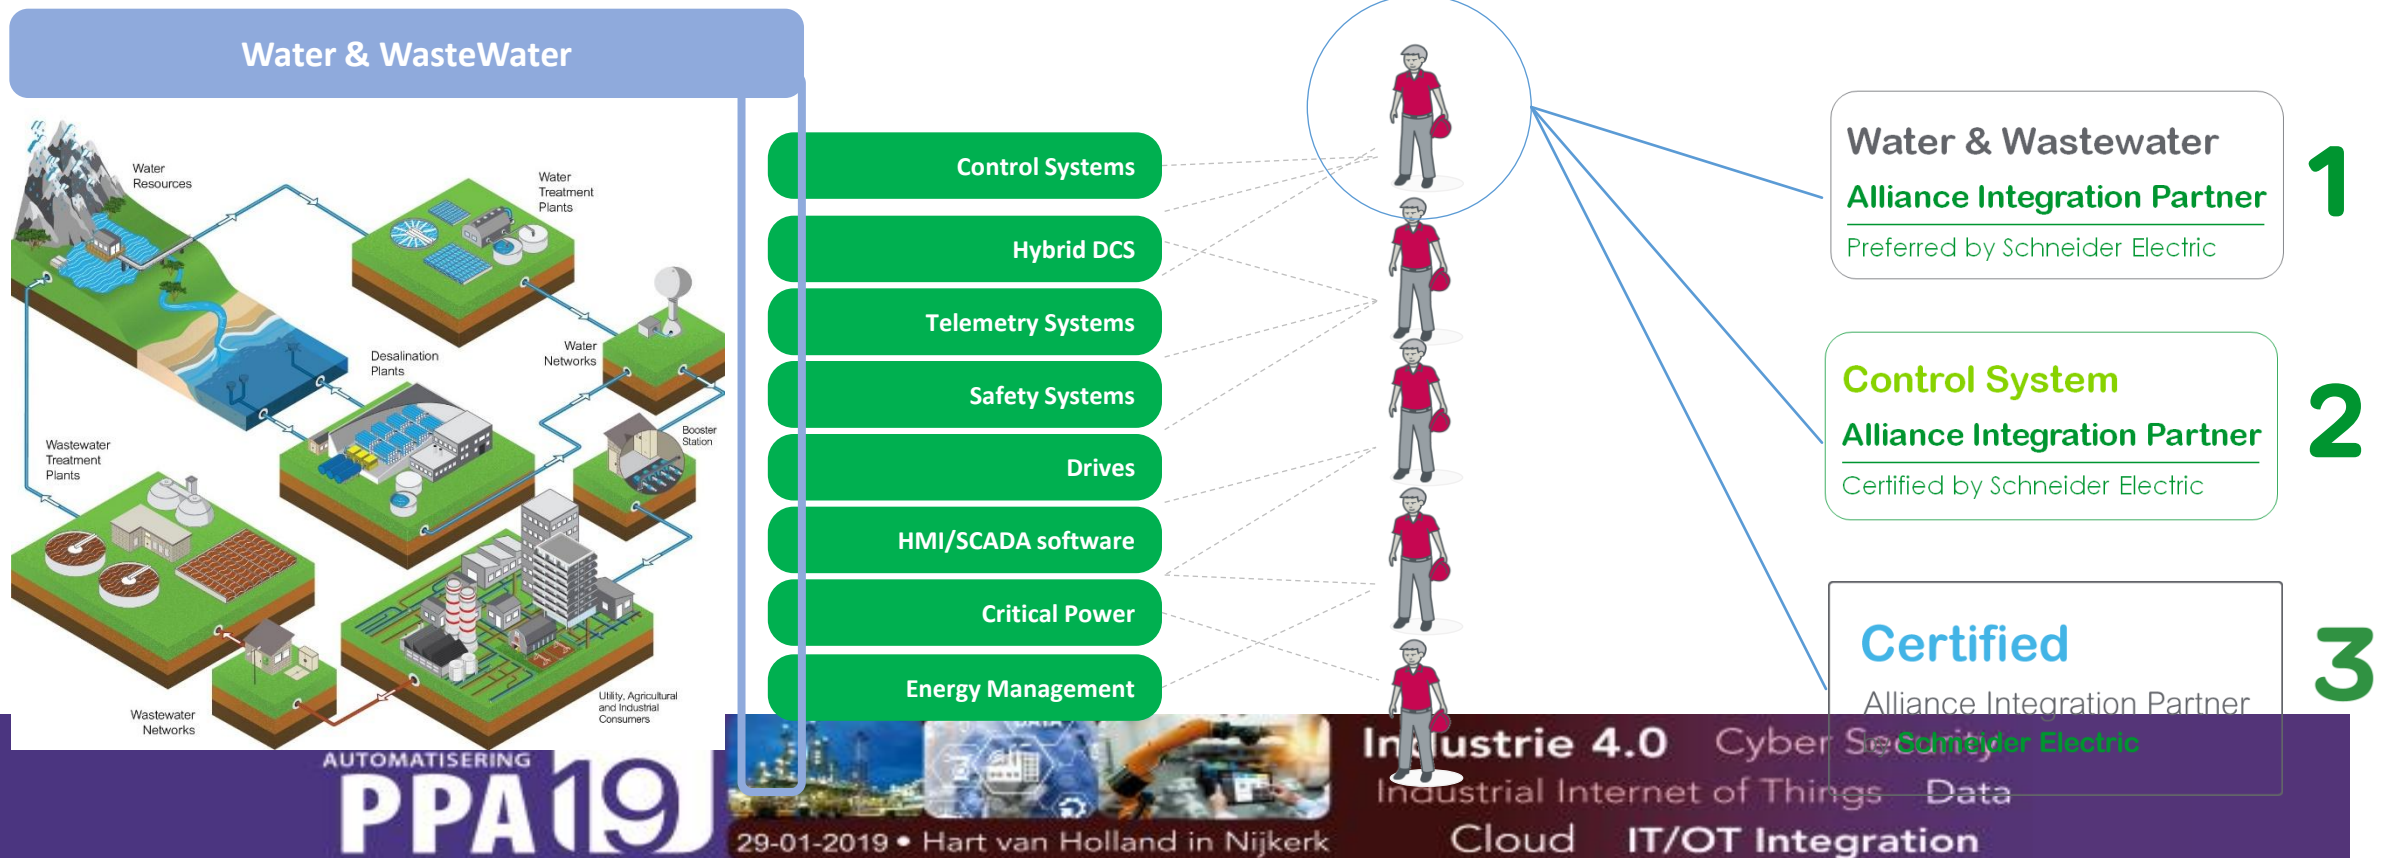 Water & WasteWater
Water
Resources
Water
Treatment
Plants
Water
Networks
Desalination
Plants
Booster
Station
Wastewater
Treatment
Plants
Utility, Agricultural
and Industrial
Consumers
Wastewater
Networks
Control Systems
Hybrid DCS
Telemetry Systems
Safety Systems
Drives
HMI/SCADA software
Critical Power
Energy Management
Water & Wastewater
Alliance Integration Partner
Preferred by Schneider Electric
1
Control System
Alliance Integration Partner
Certified by Schneider Electric
2
Certified
Alliance Integration Partner
by Schneider Electric
3
AUTOMATISERING
PPA 19
DATA
29-01-2019 • Hart van Holland in Nijkerk
Industrie 4.0 Cyber Security
Industrial Internet of Things Data
Cloud IT/OT Integration